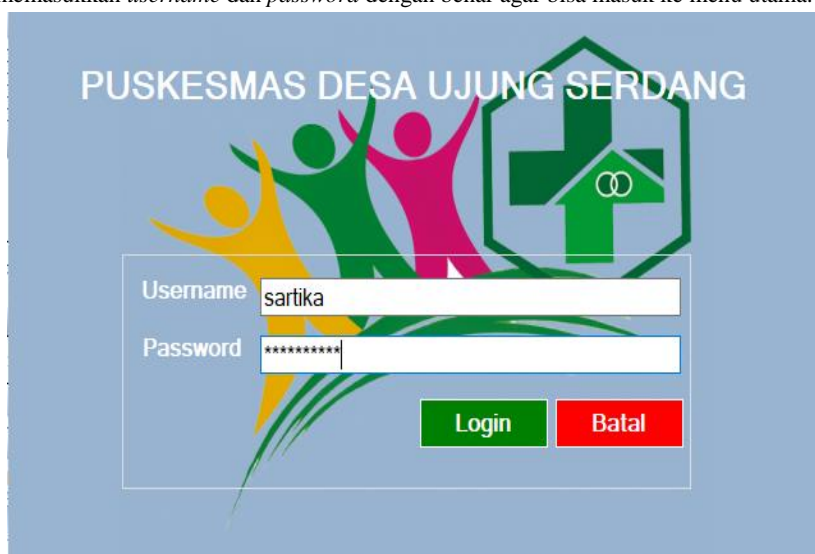 memasukkan username dan password dengan benar agar bisa masuk ke menu utama.
PUSKESMAS DESA UJUNG SERDANG
Username sartika
Password **********
Login Batal